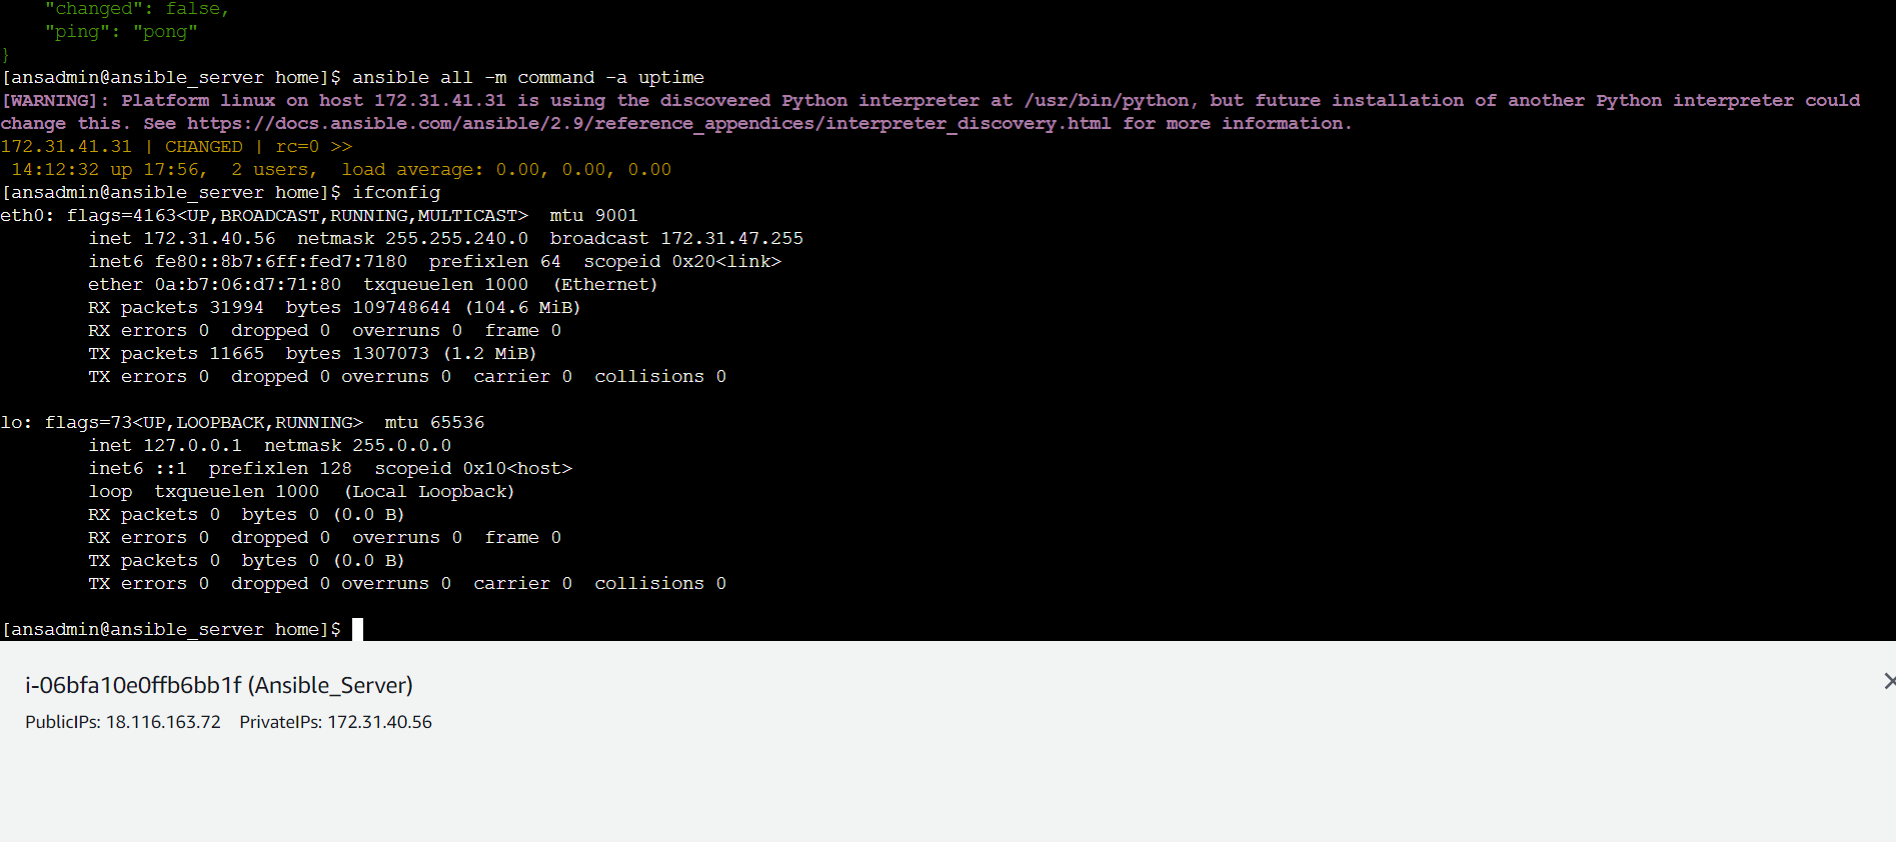 "changed": false,
"ping": "pong"
}
[ansadmin@ansible_server home]$ ansible all -m command -a uptime
[WARNING]: Platform linux on host 172.31.41.31 is using the discovered Python interpreter at /usr/bin/python, but future installation of another Python interpreter could
change this. See https://docs.ansible.com/ansible/2.9/reference_appendices/interpreter_discovery.html for more information.
172.31.41.31 | CHANGED | rc=0 >>
14:12:32 up 17:56,  2 users,  load average: 0.00, 0.00, 0.00
[ansadmin@ansible_server home]$ ifconfig
eth0: flags=4163<UP,BROADCAST,RUNNING,MULTICAST>  mtu 9001
inet 172.31.40.56  netmask 255.255.240.0  broadcast 172.31.47.255
inet6 fe80::8b7:6ff:fed7:7180  prefixlen 64  scopeid 0x20<link>
ether 0a:b7:06:d7:71:80  txqueuelen 1000  (Ethernet)
RX packets 31994  bytes 109748644 (104.6 MiB)
RX errors 0  dropped 0  overruns 0  frame 0
TX packets 11665  bytes 1307073 (1.2 MiB)
TX errors 0  dropped 0 overruns 0  carrier 0  collisions 0
lo: flags=73<UP,LOOPBACK,RUNNING>  mtu 65536
inet 127.0.0.1  netmask 255.0.0.0
inet6 ::1  prefixlen 128  scopeid 0x10<host>
loop  txqueuelen 1000  (Local Loopback)
RX packets 0  bytes 0 (0.0 B)
RX errors 0  dropped 0  overruns 0  frame 0
TX packets 0  bytes 0 (0.0 B)
TX errors 0  dropped 0 overruns 0  carrier 0  collisions 0
[ansadmin@ansible_server home]$
i-06bfa10e0ffb6bb1f (Ansible_Server)
PublicIPs: 18.116.163.72    PrivateIPs: 172.31.40.56